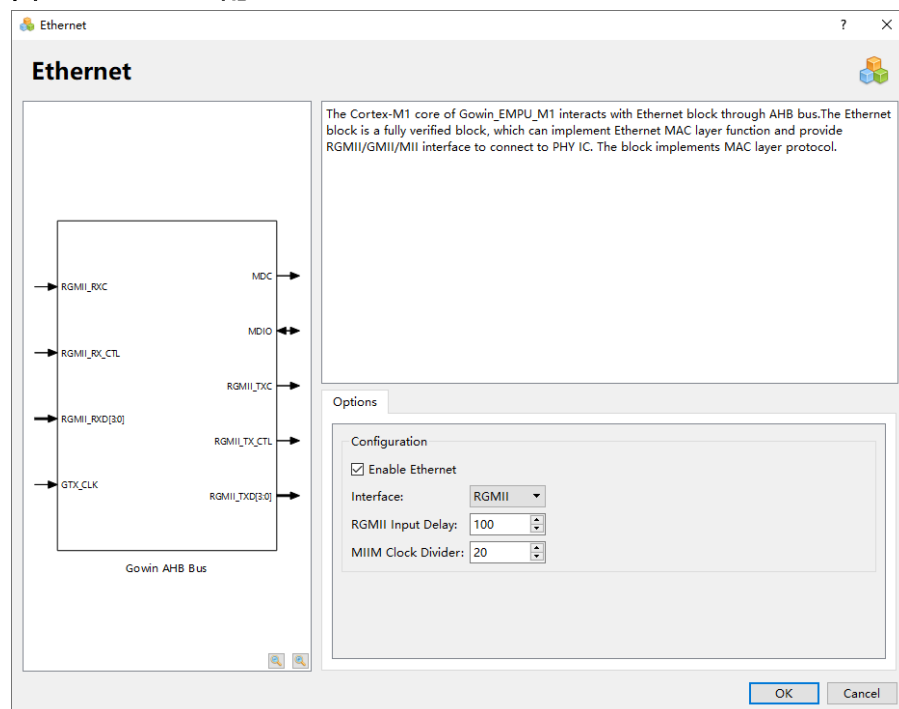 Ethernet
?
Ethernet
The Cortex-M1 core of Gowin_EMPU_M1 interacts with Ethernet block through AHB bus.The Ethernet
block is a fully verified block, which can implement Ethernet MAC layer function and provide
RGMII/GMII/MII interface to connect to PHY IC. The block implements MAC layer protocol.
RGMII_RXC
MDC
MDIO
RGMII_RX_CTL
RGMII_TXC
RGMII_RXD[3:0]
RGMII_TX_CTL
GTX_CLK
RGMII_TXD[3:0]
Gowin AHB Bus
Options
Configuration
Enable Ethernet
Interface: RGMII
RGMII Input Delay: 100
MIIM Clock Divider: 20
OK Cancel